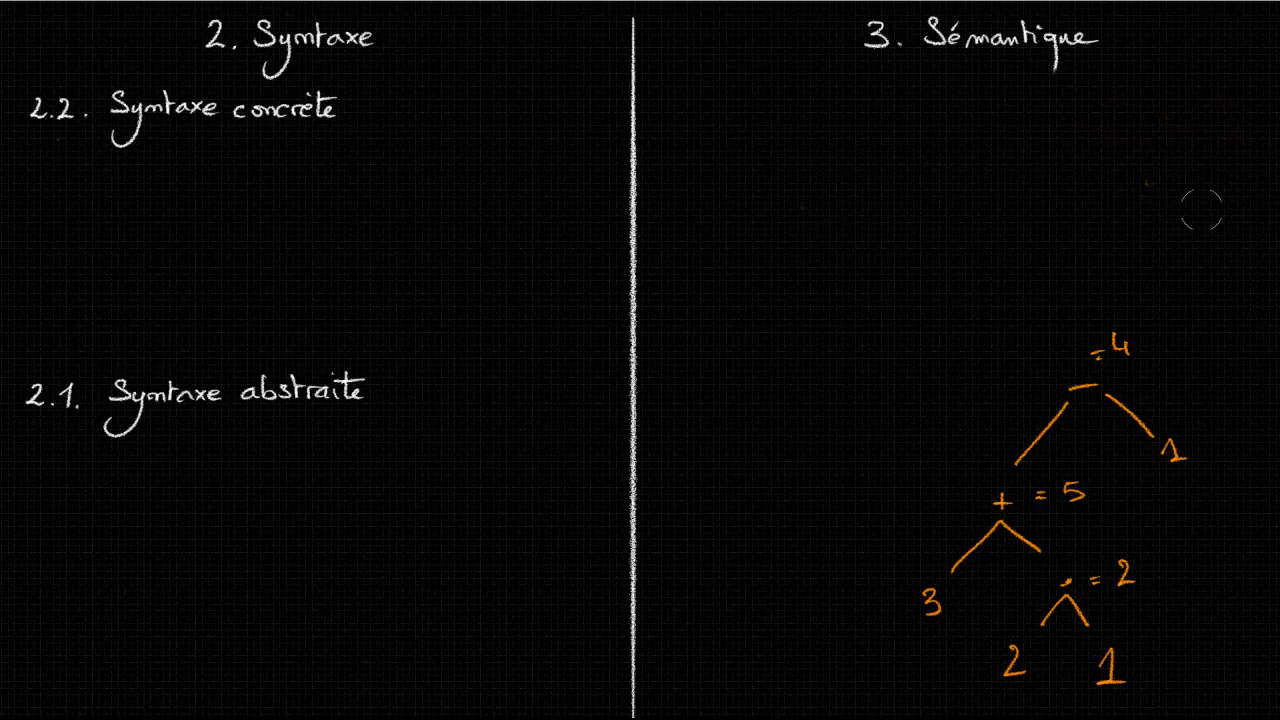 2. Syntaxe
2.2. Syntaxe concrète
2.1. Syntaxe abstraite
3. Sémantique
= 4
−
1
+ = 5
3
. = 2
2 1